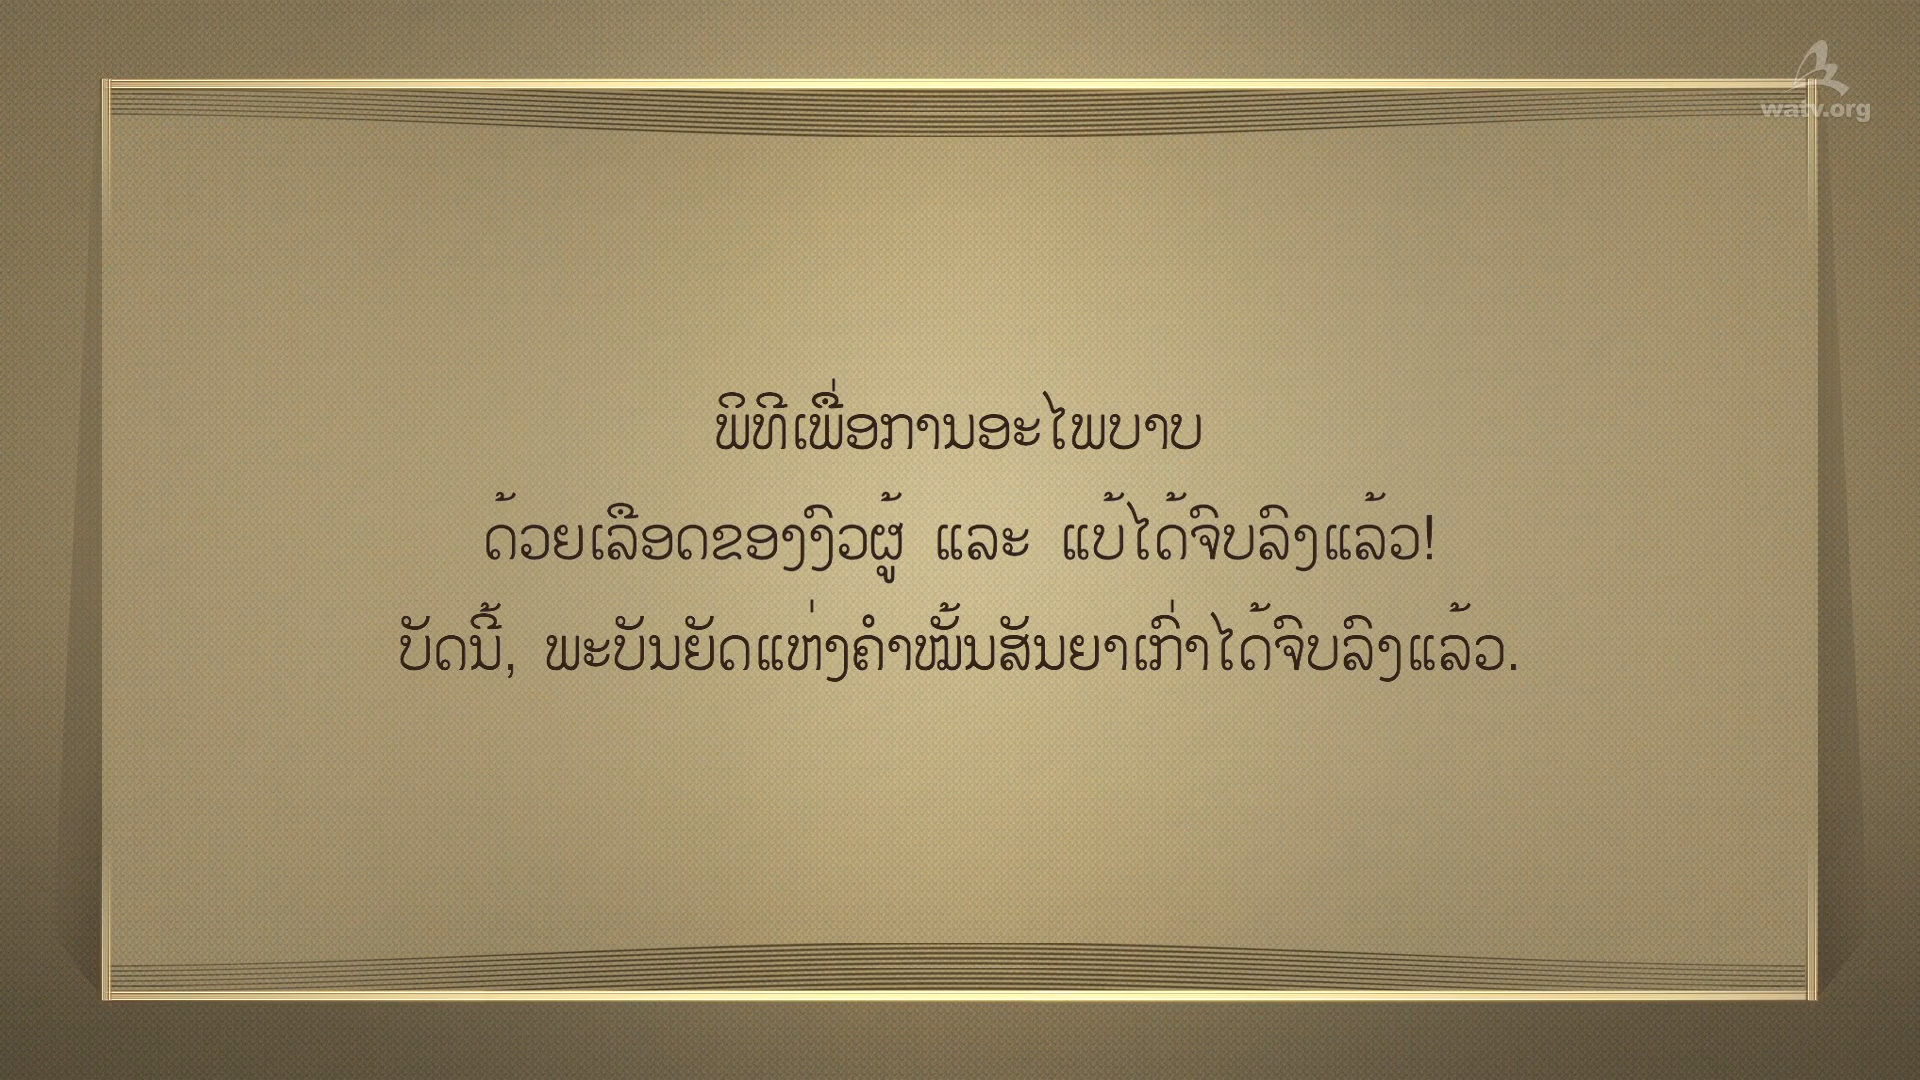 watv.org
ພິທີເພື່ອການອະໄພບາບ
ດ້ວຍເລືອດຂອງງົວຜູ້ ແລະ ແບ້ໄດ້ຈົບລົງແລ້ວ!
ບັດນີ້, ພະບັນຍັດແຫ່ງຄຳໝັ້ນສັນຍາເກົ່າໄດ້ຈົບລົງແລ້ວ.